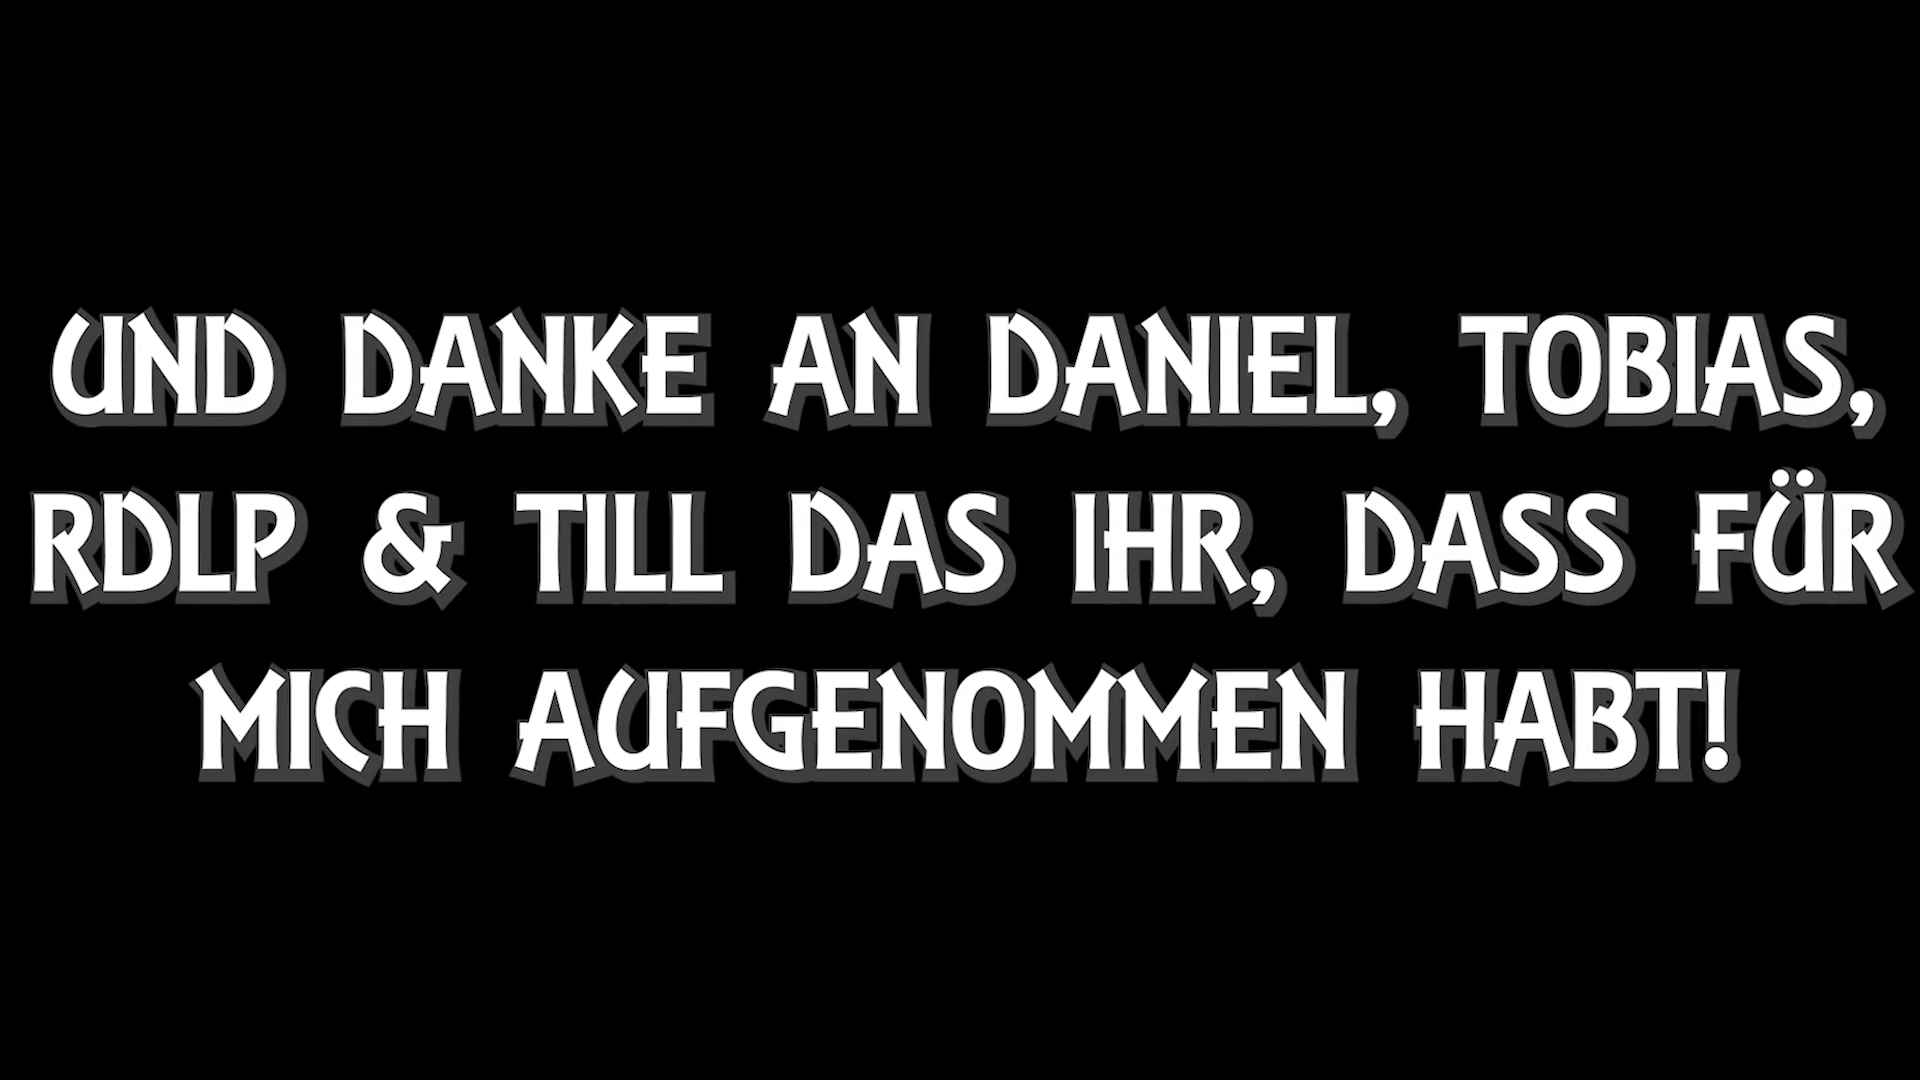 UND DANKE AN DANIEL, TOBIAS,
RDLP & TILL DAS IHR, DASS FÜR
MICH AUFGENOMMEN HABT!